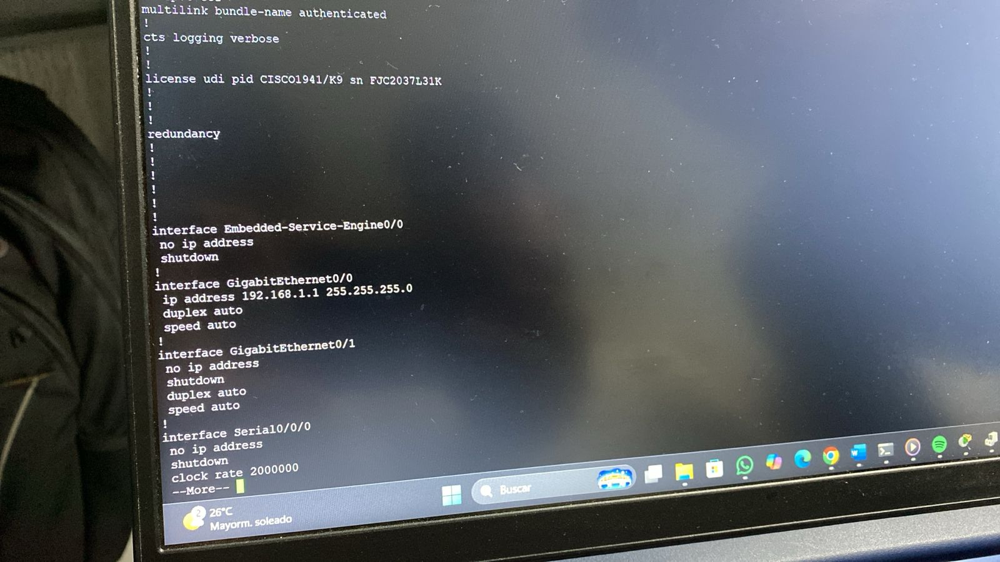 multilink bundle-name authenticated
!
cts logging verbose
!
!
license udi pid CISCO1941/K9 sn FJC2037L31K
!
!
!
redundancy
!
!
!
!
!
!
interface Embedded-Service-Engine0/0
 no ip address
 shutdown
!
interface GigabitEthernet0/0
 ip address 192.168.1.1 255.255.255.0
 duplex auto
 speed auto
!
interface GigabitEthernet0/1
 no ip address
 shutdown
 duplex auto
 speed auto
!
interface Serial0/0/0
 no ip address
 shutdown
 clock rate 2000000
--More--
Buscar
2
26°C
Mayorm. soleado